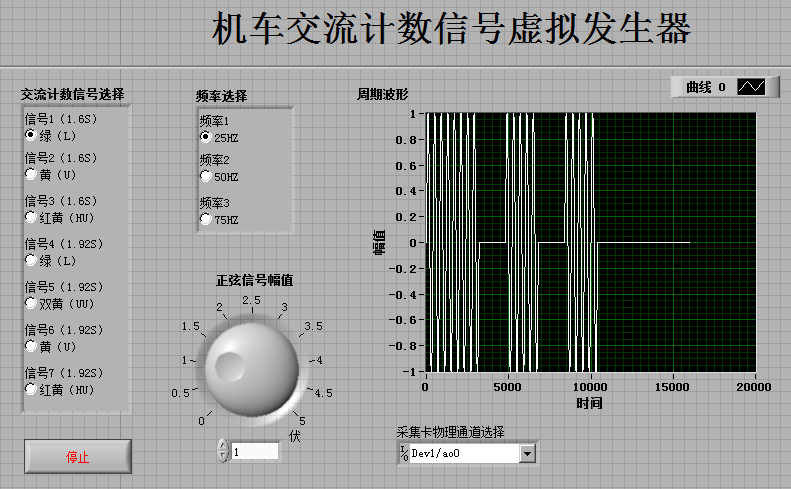 机车交流计数信号虚拟发生器
交流计数信号选择
信号1（1.6S）
绿（L）
信号2（1.6S）
黄（U）
信号3（1.6S）
红黄（HU）
信号4（1.92S）
绿（L）
信号5（1.92S）
双黄（UU）
信号6（1.92S）
黄（U）
信号7（1.92S）
红黄（HU）
停止
频率选择
频率1
25HZ
频率2
50HZ
频率3
75HZ
正弦信号幅值
0
0.5
1
1.5
2
2.5
3
3.5
4
4.5
5
伏
1
周期波形
曲线 0
幅值
1
0.8
0.6
0.4
0.2
0
-0.2
-0.4
-0.6
-0.8
-1
0 5000 10000 15000 20000
时间
采集卡物理通道选择
I/O Dev1/ao0